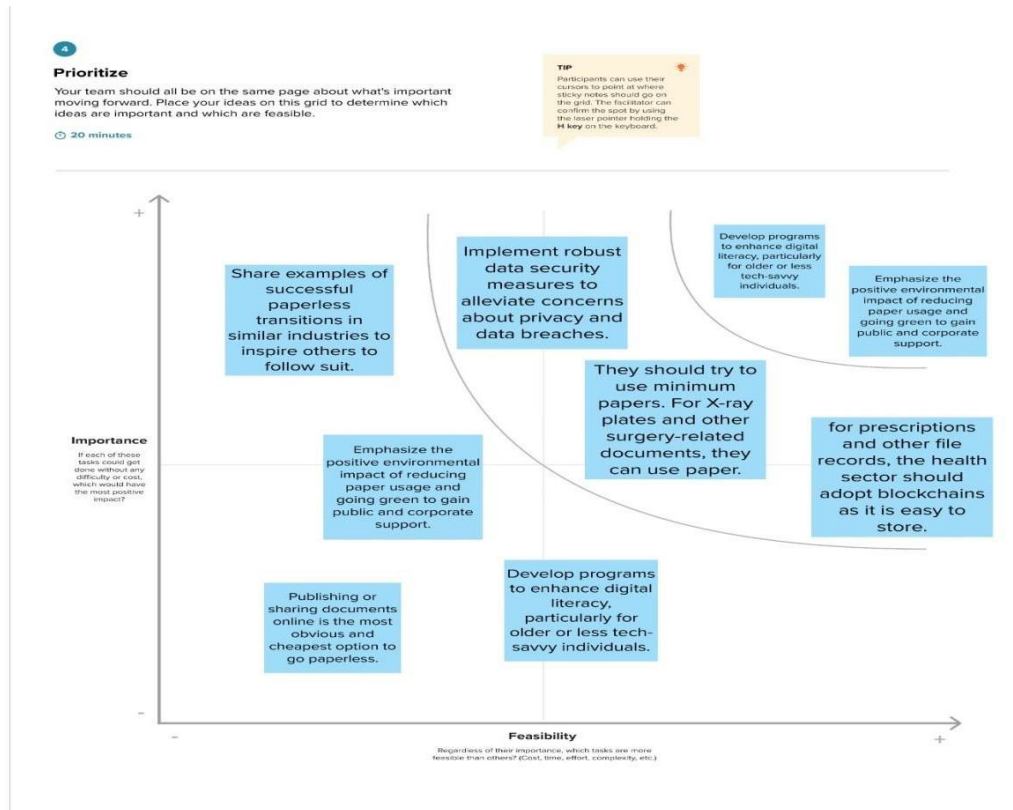 4
Prioritize
Your team should all be on the same page about what's important
moving forward. Place your ideas on this grid to determine which
ideas are important and which are feasible.
20 minutes
TIP
Participants can use their
cursors to point at where
sticky notes should go on
the grid. The facilitator can
confirm the spot by using
the laser pointer holding the
H key on the keyboard.
+
Share examples of
successful
paperless
transitions in
similar industries to
inspire others to
follow suit.
Implement robust
data security
measures to
alleviate concerns
about privacy and
data breaches.
Develop programs
to enhance digital
literacy, particularly
for older or less
tech-savvy
individuals.
Emphasize the
positive environmental
impact of reducing
paper usage and
going green to gain
public and corporate
support.
They should try to
use minimum
papers. For X-ray
plates and other
surgery-related
documents, they
can use paper.
for prescriptions
and other file
records, the health
sector should
adopt blockchains
as it is easy to
store.
Importance
If each of these
tasks could get
done without any
difficulty or cost,
which would have
the most positive
impact?
Emphasize the
positive environmental
impact of reducing
paper usage and
going green to gain
public and corporate
support.
Publishing or
sharing documents
online is the most
obvious and
cheapest option to
go paperless.
Develop programs
to enhance digital
literacy,
particularly for
older or less tech-
savvy individuals.
-
-
Feasibility
+
Regardless of their importance, which tasks are more
feasible than others? (Cost, time, effort, complexity, etc.)